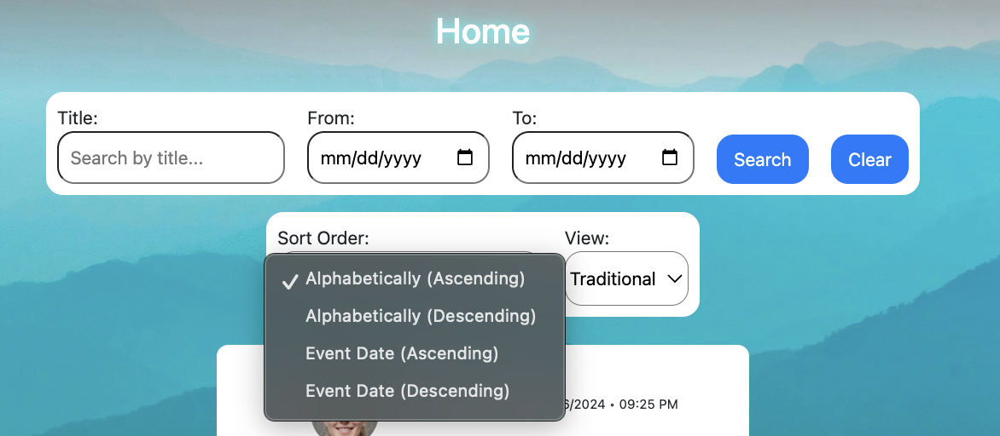 Home
Title:
From:
To:
Search by title...
mm/dd/yyyy
mm/dd/yyyy
Search
Clear
Sort Order:
View:
Alphabetically (Ascending)
Alphabetically (Descending)
Event Date (Ascending)
Event Date (Descending)
Traditional
/2024 • 09:25 PM